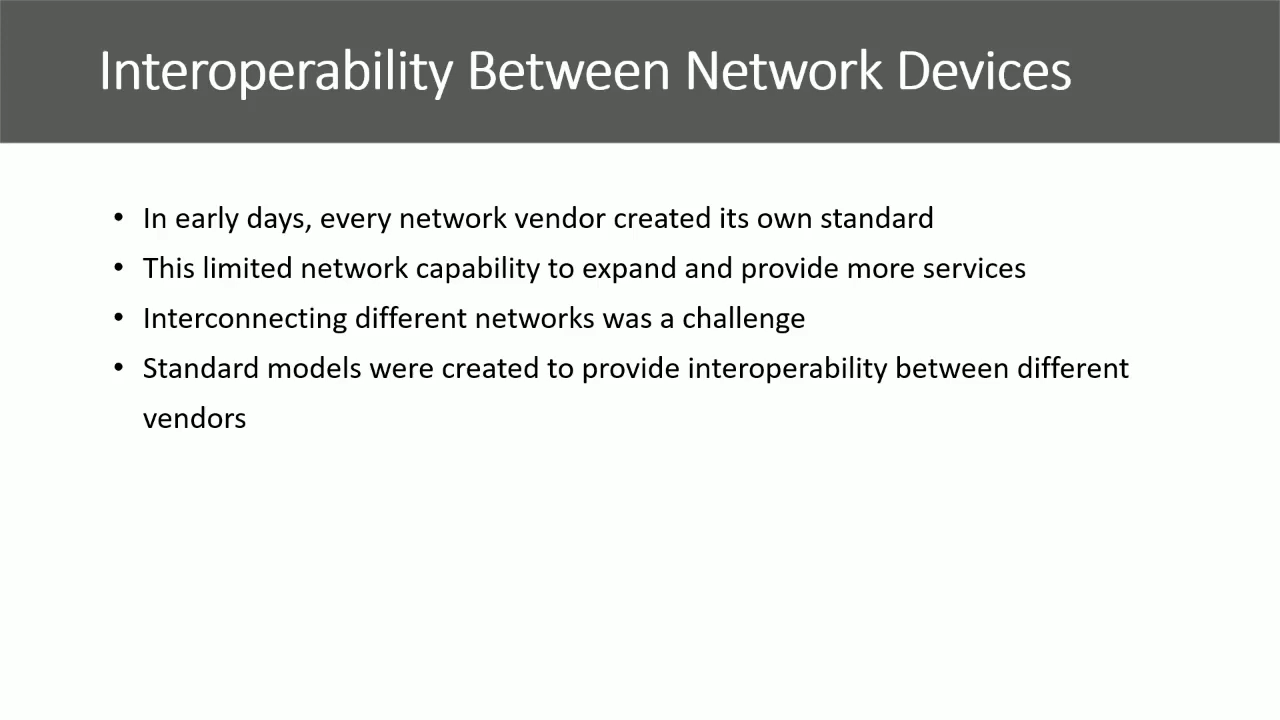 Interoperability Between Network Devices
• In early days, every network vendor created its own standard
• This limited network capability to expand and provide more services
• Interconnecting different networks was a challenge
• Standard models were created to provide interoperability between different
vendors